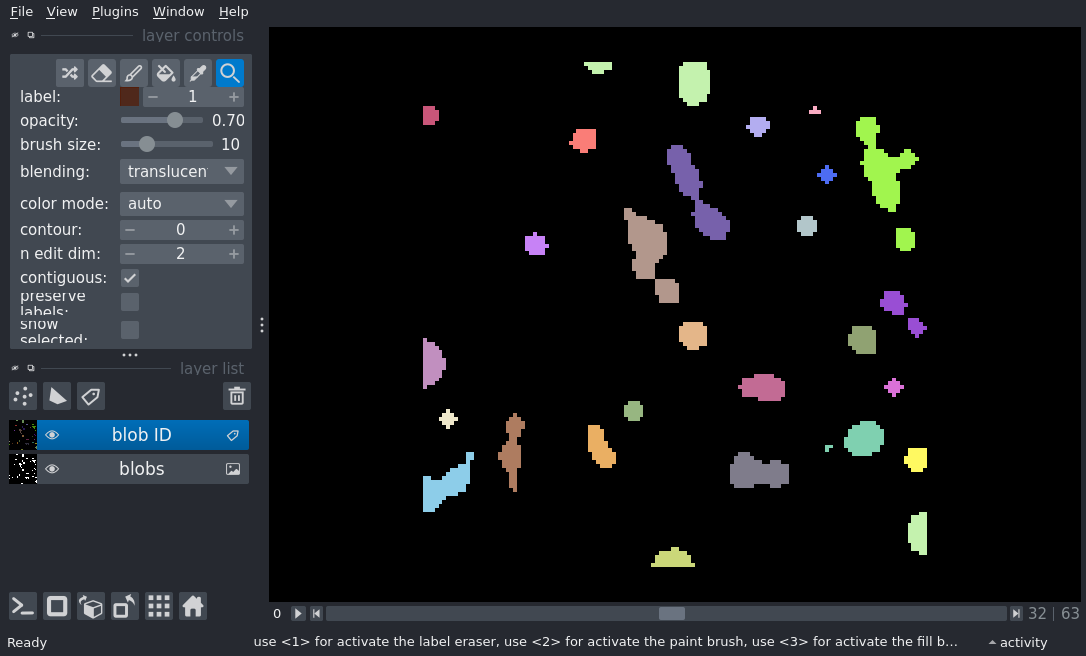 File View Plugins Window Help
layer controls
label: 1
opacity: 0.70
brush size: 10
blending: translucen
color mode: auto
contour: 0
n edit dim: 2
contiguous:
preserve
labels:
show
selected:
layer list
blob ID
blobs
0 32 | 63
Ready use <1> for activate the label eraser, use <2> for activate the paint brush, use <3> for activate the fill b... activity